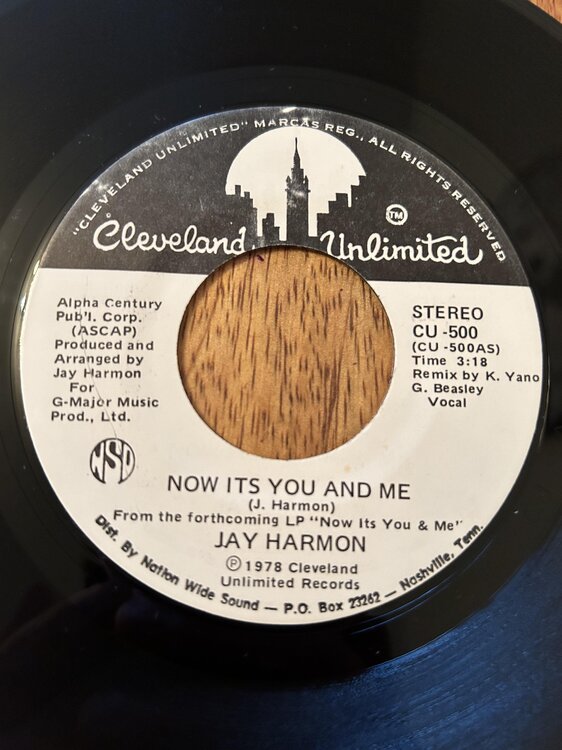 "CLEVELAND UNLIMITED" MARCAS REG., ALL RIGHTS RESERVED
Cleveland Unlimited
TM
Alpha Century
Pub'l. Corp.
(ASCAP)
Produced and
Arranged by
Jay Harmon
For
G-Major Music
Prod., Ltd.
NSD
STEREO
CU -500
(CU -500AS)
Time 3:18
Remix by K. Yano
G. Beasley
Vocal
NOW ITS YOU AND ME
(J. Harmon)
From the forthcoming LP "Now Its You & Me"
JAY HARMON
℗ 1978 Cleveland
Unlimited Records
Dist. By Nation Wide Sound — P.O. Box 23262 — Nashville, Tenn.